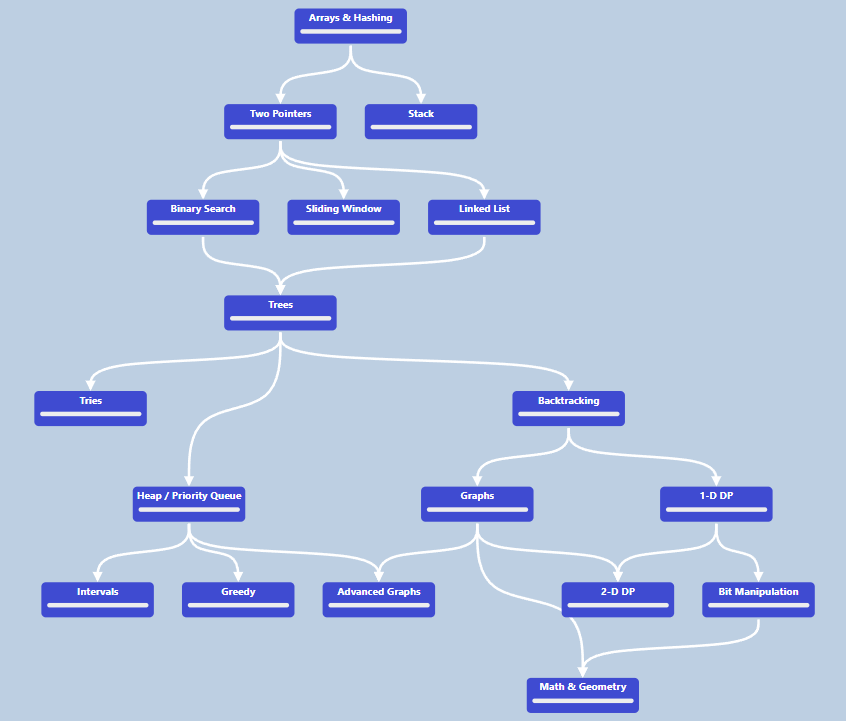 Arrays & Hashing
Two Pointers
Stack
Binary Search
Sliding Window
Linked List
Trees
Tries
Backtracking
Heap / Priority Queue
Graphs
1-D DP
Intervals
Greedy
Advanced Graphs
2-D DP
Bit Manipulation
Math & Geometry